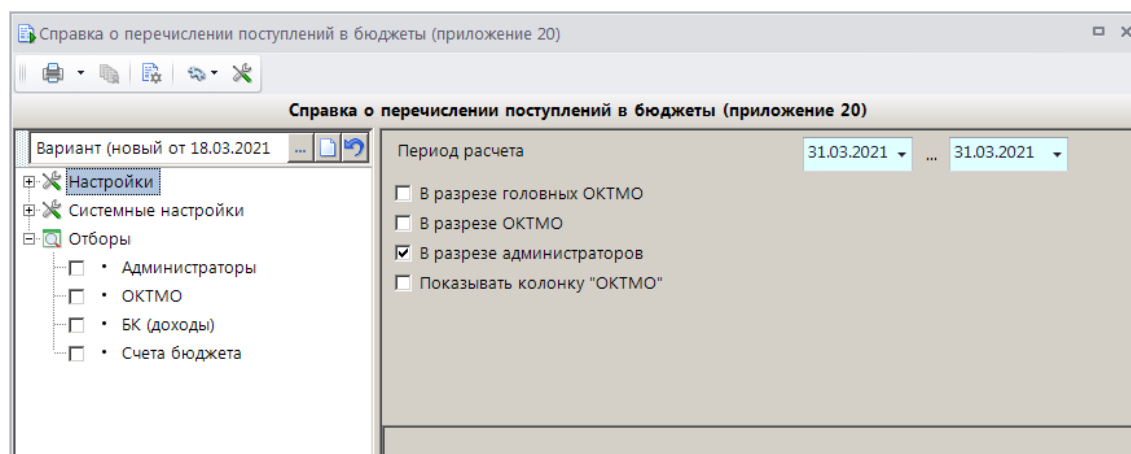 Справка о перечислении поступлений в бюджеты (приложение 20)
Справка о перечислении поступлений в бюджеты (приложение 20)
Вариант (новый от 18.03.2021 ...
Период расчета 31.03.2021 ... 31.03.2021
Настройки
В разрезе головных ОКТМО
Системные настройки
В разрезе ОКТМО
Отборы
В разрезе администраторов
• Администраторы
Показывать колонку "ОКТМО"
• ОКТМО
• БК (доходы)
• Счета бюджета